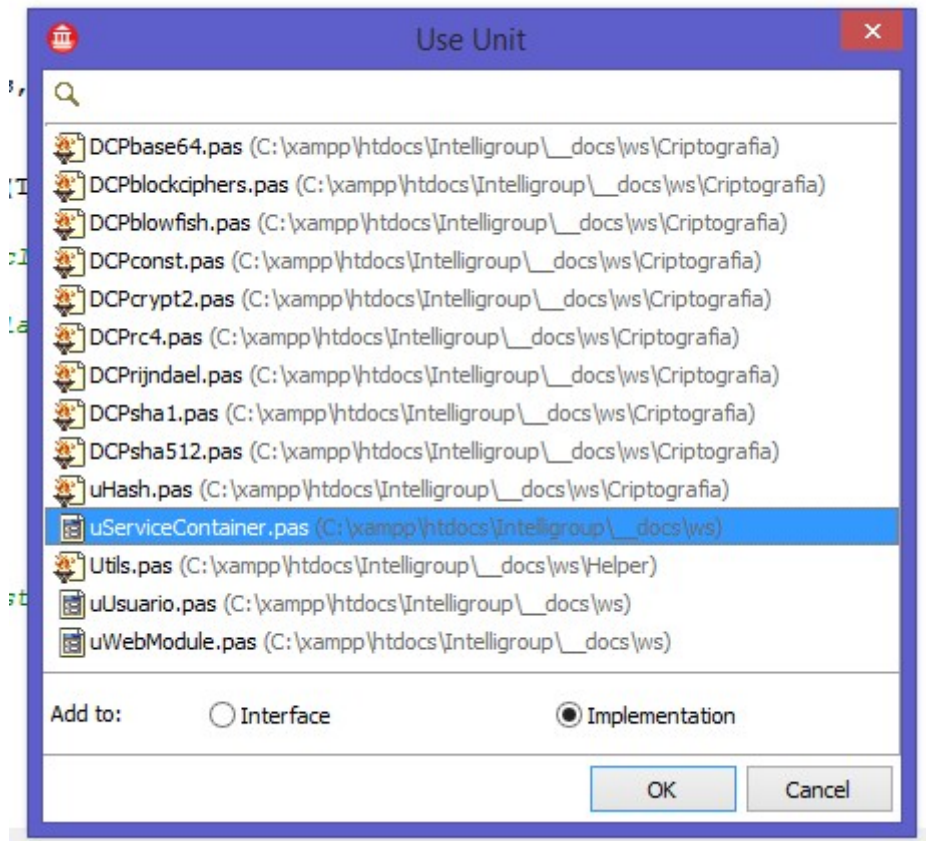 Use Unit
DCPbase64.pas (C:\xampp\htdocs\Intelligroup\__docs\ws\Criptografia)
DCPblockciphers.pas (C:\xampp\htdocs\Intelligroup\__docs\ws\Criptografia)
DCPblowfish.pas (C:\xampp\htdocs\Intelligroup\__docs\ws\Criptografia)
DCPconst.pas (C:\xampp\htdocs\Intelligroup\__docs\ws\Criptografia)
DCPcrypt2.pas (C:\xampp\htdocs\Intelligroup\__docs\ws\Criptografia)
DCPrc4.pas (C:\xampp\htdocs\Intelligroup\__docs\ws\Criptografia)
DCPrijndael.pas (C:\xampp\htdocs\Intelligroup\__docs\ws\Criptografia)
DCPsha1.pas (C:\xampp\htdocs\Intelligroup\__docs\ws\Criptografia)
DCPsha512.pas (C:\xampp\htdocs\Intelligroup\__docs\ws\Criptografia)
uHash.pas (C:\xampp\htdocs\Intelligroup\__docs\ws\Criptografia)
uServiceContainer.pas (C:\xampp\htdocs\Intelligroup\__docs\ws)
Utils.pas (C:\xampp\htdocs\Intelligroup\__docs\ws\Helper)
uUsuario.pas (C:\xampp\htdocs\Intelligroup\__docs\ws)
uWebModule.pas (C:\xampp\htdocs\Intelligroup\__docs\ws)
Add to: Interface Implementation
OK Cancel